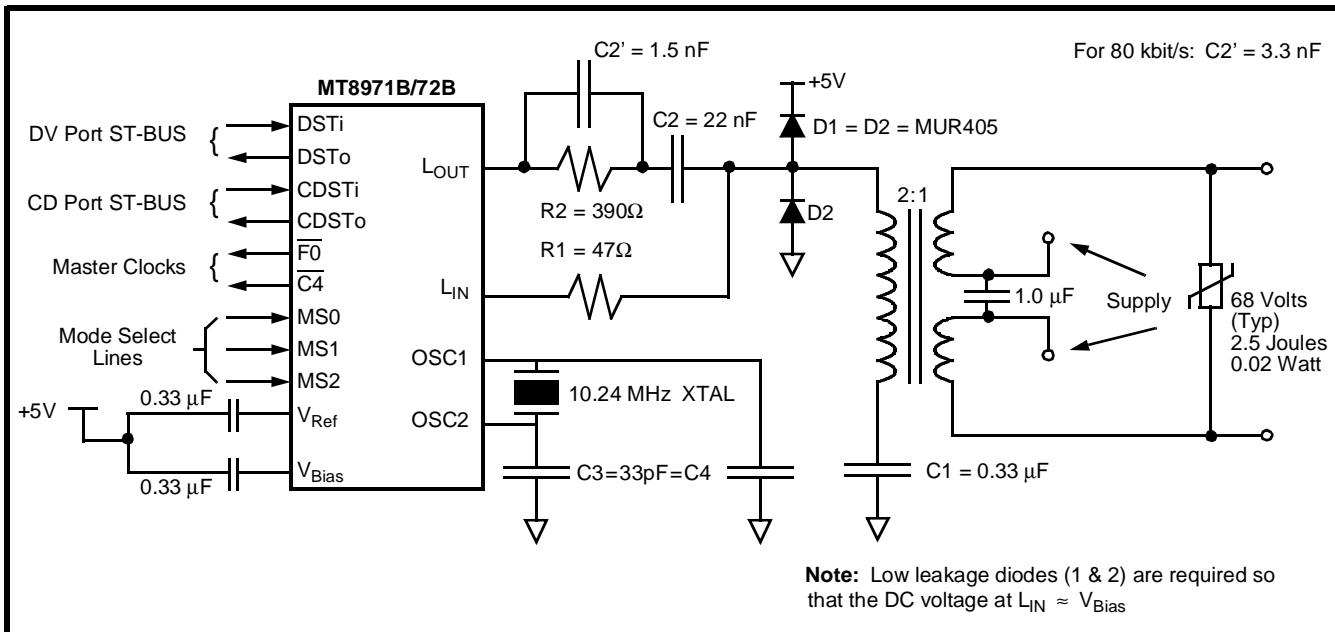 C2' = 1.5 nF
For 80 kbit/s: C2' = 3.3 nF
MT8971B/72B
+5V
DV Port ST-BUS {
DSTi
DSTo
C2 = 22 nF
D1 = D2 = MUR405
LOUT
CD Port ST-BUS {
CDSTi
CDSTo
R2 = 390Ω
D2
2:1
Master Clocks {
F0
C4
R1 = 47Ω
LIN
1.0 µF
Supply
68 Volts
(Typ)
2.5 Joules
0.02 Watt
Mode Select
Lines
MS0
MS1
MS2
OSC1
10.24 MHz XTAL
OSC2
+5V
0.33 µF
VRef
0.33 µF
VBias
C3=33pF=C4
C1 = 0.33 µF
Note: Low leakage diodes (1 & 2) are required so
that the DC voltage at LIN ≈ VBias